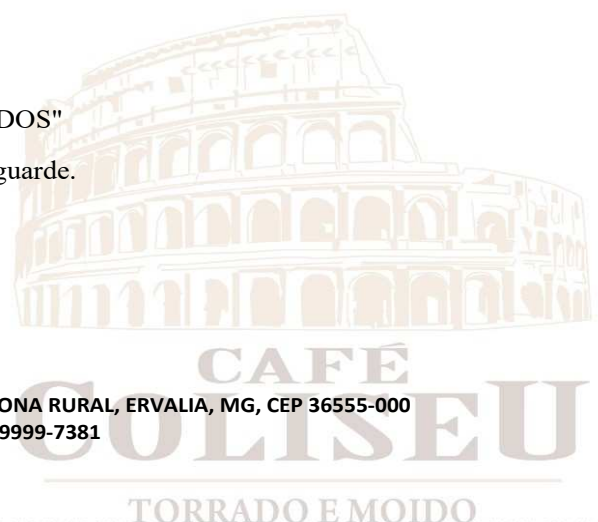 DOS"
guarde.
CAFÉ
ONA RURAL, ERVALIA, MG, CEP 36555-000
9999-7381
COLISEU
TORRADO E MOIDO